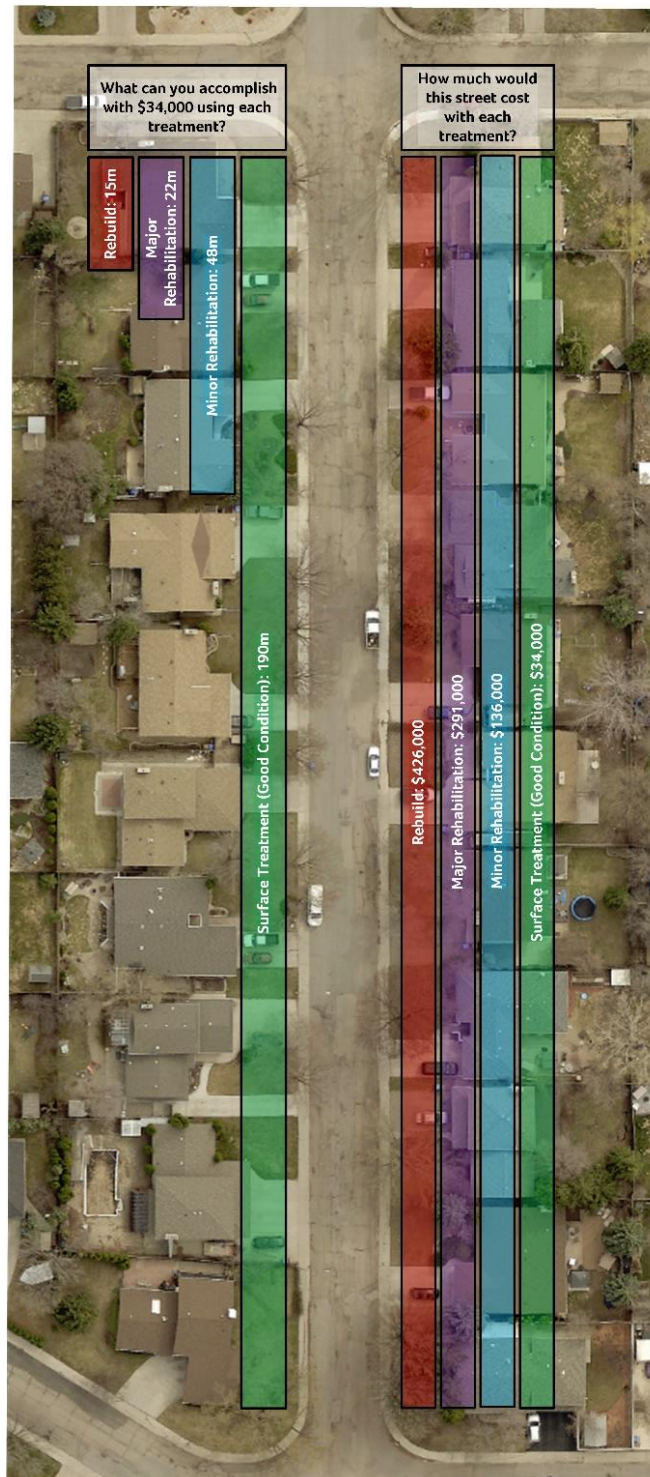 What can you accomplish
with $34,000 using each
treatment?
Rebuild: 15m
Major
Rehabilitation: 22m
Minor Rehabilitation: 48m
Surface Treatment (Good Condition): 190m
How much would
this street cost
with each
treatment?
Rebuild: $426,000
Major Rehabilitation: $291,000
Minor Rehabilitation: $136,000
Surface Treatment (Good Condition): $34,000